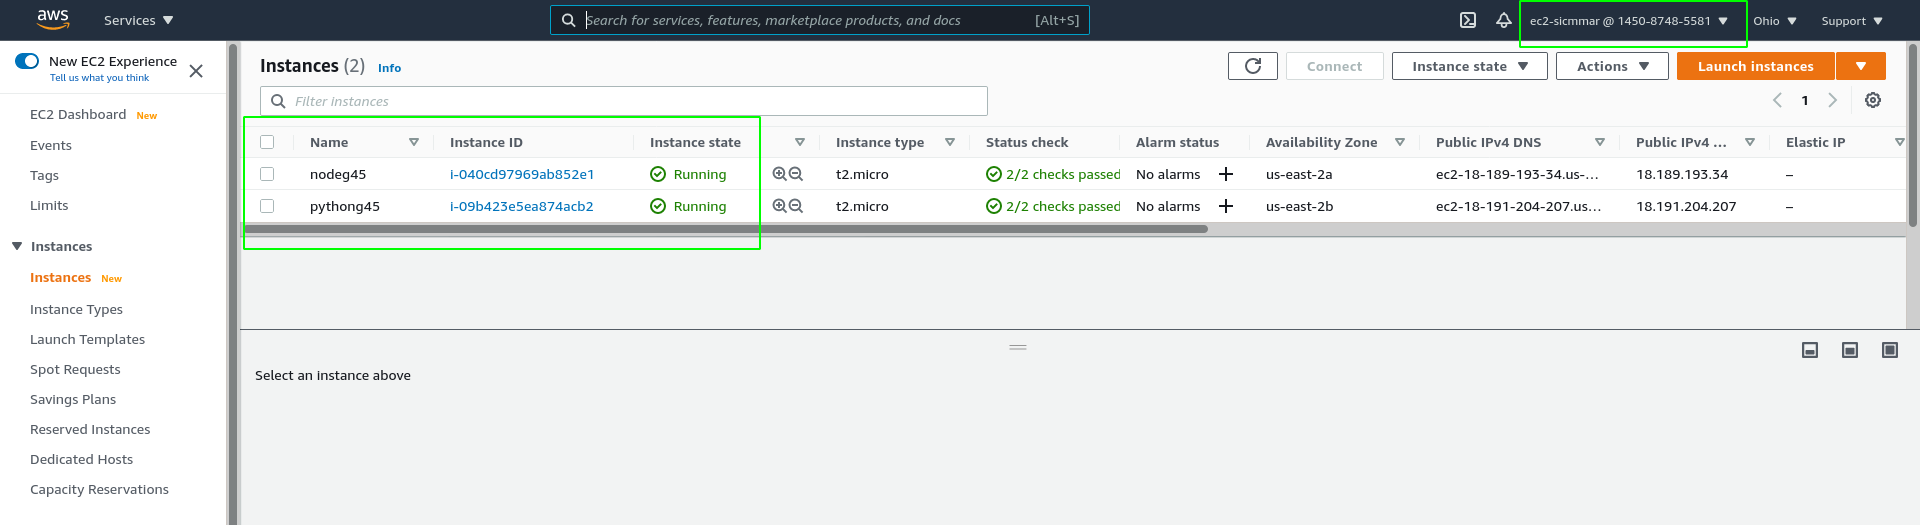 aws Services Search for services, features, marketplace products, and docs [Alt+S] ec2-sicmmar @ 1450-8748-5581 Ohio Support
New EC2 Experience
Tell us what you think
EC2 Dashboard New
Events
Tags
Limits
Instances
Instances New
Instance Types
Launch Templates
Spot Requests
Savings Plans
Reserved Instances
Dedicated Hosts
Capacity Reservations
Instances (2) Info
Connect Instance state Actions Launch instances
Filter instances
1
Name Instance ID Instance state Instance type Status check Alarm status Availability Zone Public IPv4 DNS Public IPv4 ... Elastic IP
nodeg45 i-040cd97969ab852e1 Running t2.micro 2/2 checks passed No alarms us-east-2a ec2-18-189-193-34.us-... 18.189.193.34 –
pythong45 i-09b423e5ea874acb2 Running t2.micro 2/2 checks passed No alarms us-east-2b ec2-18-191-204-207.us... 18.191.204.207 –
Select an instance above